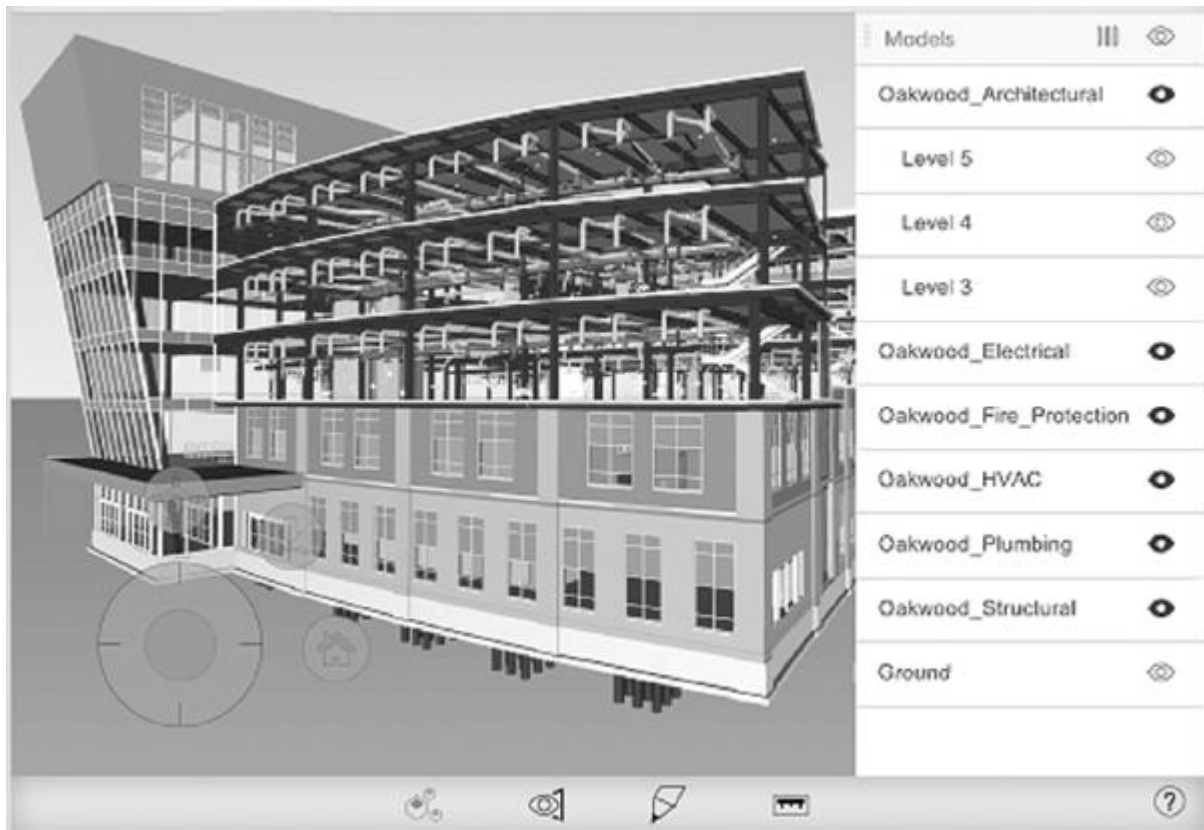 Models
Oakwood_Architectural
Level 5
Level 4
Level 3
Oakwood_Electrical
Oakwood_Fire_Protection
Oakwood_HVAC
Oakwood_Plumbing
Oakwood_Structural
Ground
?